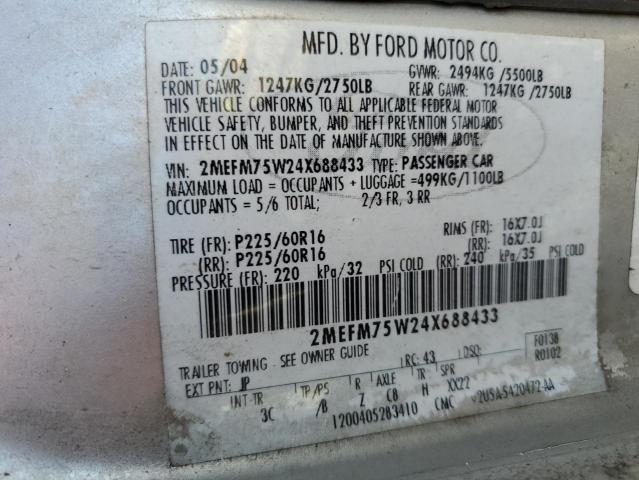 MFD. BY FORD MOTOR CO.
DATE: 05/04 GVWR: 2494KG/5500LB
FRONT GAWR: 1247KG/2750LB REAR GAWR: 1247KG/2750LB
THIS VEHICLE CONFORMS TO ALL APPLICABLE FEDERAL MOTOR
VEHICLE SAFETY, BUMPER, AND THEFT PREVENTION STANDARDS
IN EFFECT ON THE DATE OF MANUFACTURE SHOWN ABOVE.
VIN: 2MEFM75W24X688433 TYPE: PASSENGER CAR
MAXIMUM LOAD = OCCUPANTS + LUGGAGE =499KG/1100LB
OCCUPANTS = 5/6 TOTAL; 2/3 FR, 3 RR
TIRE (FR): P225/60R16 RIMS (FR): 16X7.0J
(RR): P225/60R16 (RR): 16X7.0J
PRESSURE (FR): 220 kPa/32 PSI COLD (RR): 240 kPa/35 PSI COLD
2MEFM75W24X688433
TRAILER TOWING - SEE OWNER GUIDE F0138
EXT PNT: JP RC: 43 DSO: R0102
INT-TR TP/PS R AXLE TR SPR
3C /B Z C8 H XX22
1200405283410 CMC